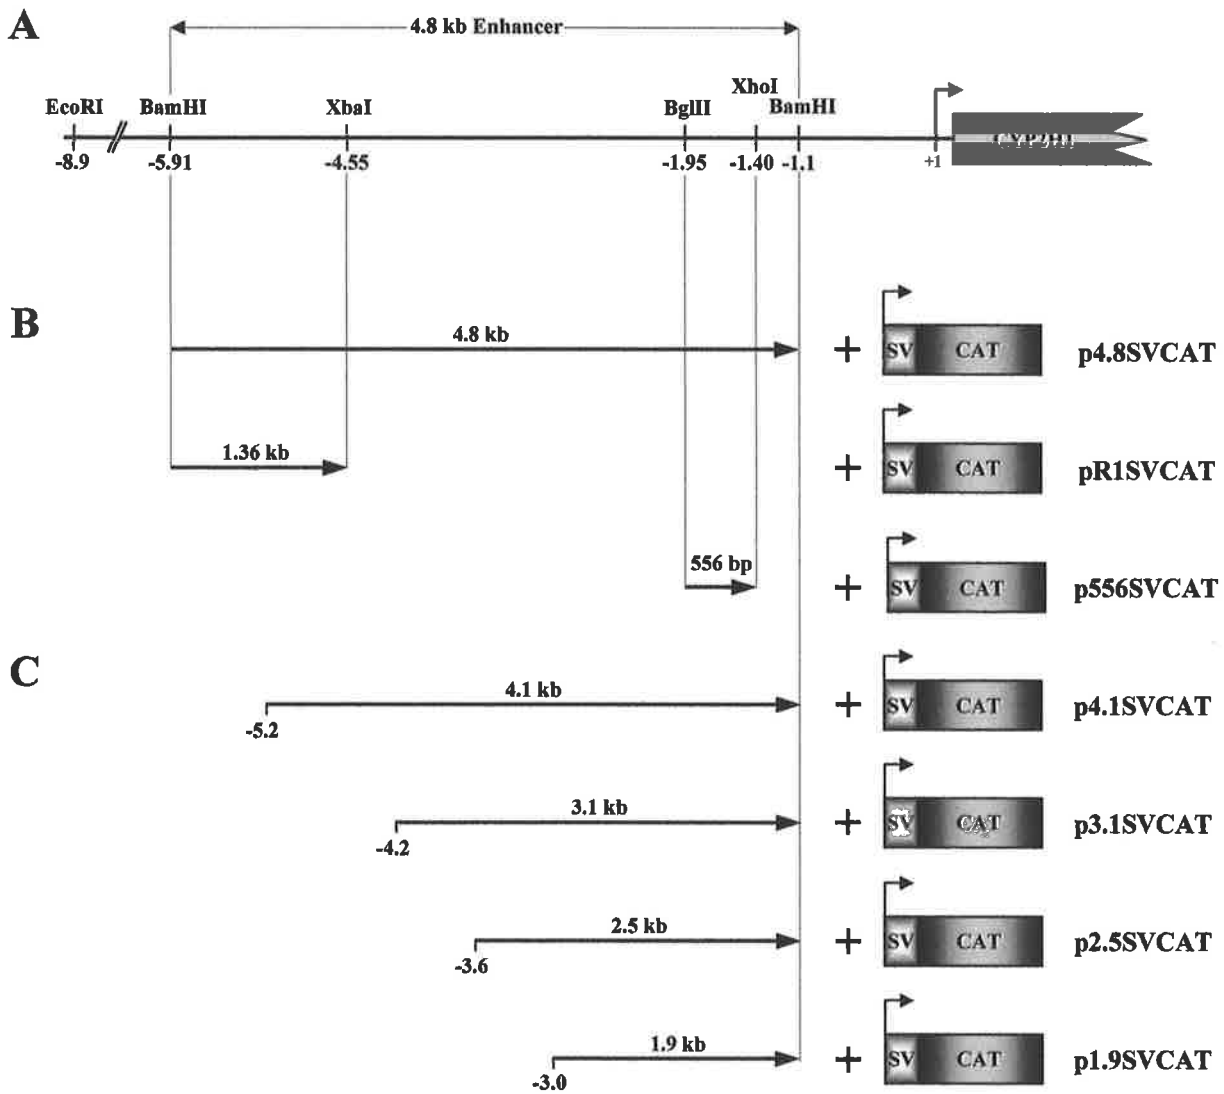 A
4.8 kb Enhancer
XhoI
EcoRI BamHI XbaI BglII BamHI
-8.9 -5.91 -4.55 -1.95 -1.40 -1.1 +1
B
4.8 kb
+ SV CAT p4.8SVCAT
1.36 kb
+ SV CAT pR1SVCAT
556 bp
+ SV CAT p556SVCAT
C
4.1 kb
-5.2
+ SV CAT p4.1SVCAT
3.1 kb
-4.2
+ SV CAT p3.1SVCAT
2.5 kb
-3.6
+ SV CAT p2.5SVCAT
1.9 kb
-3.0
+ SV CAT p1.9SVCAT